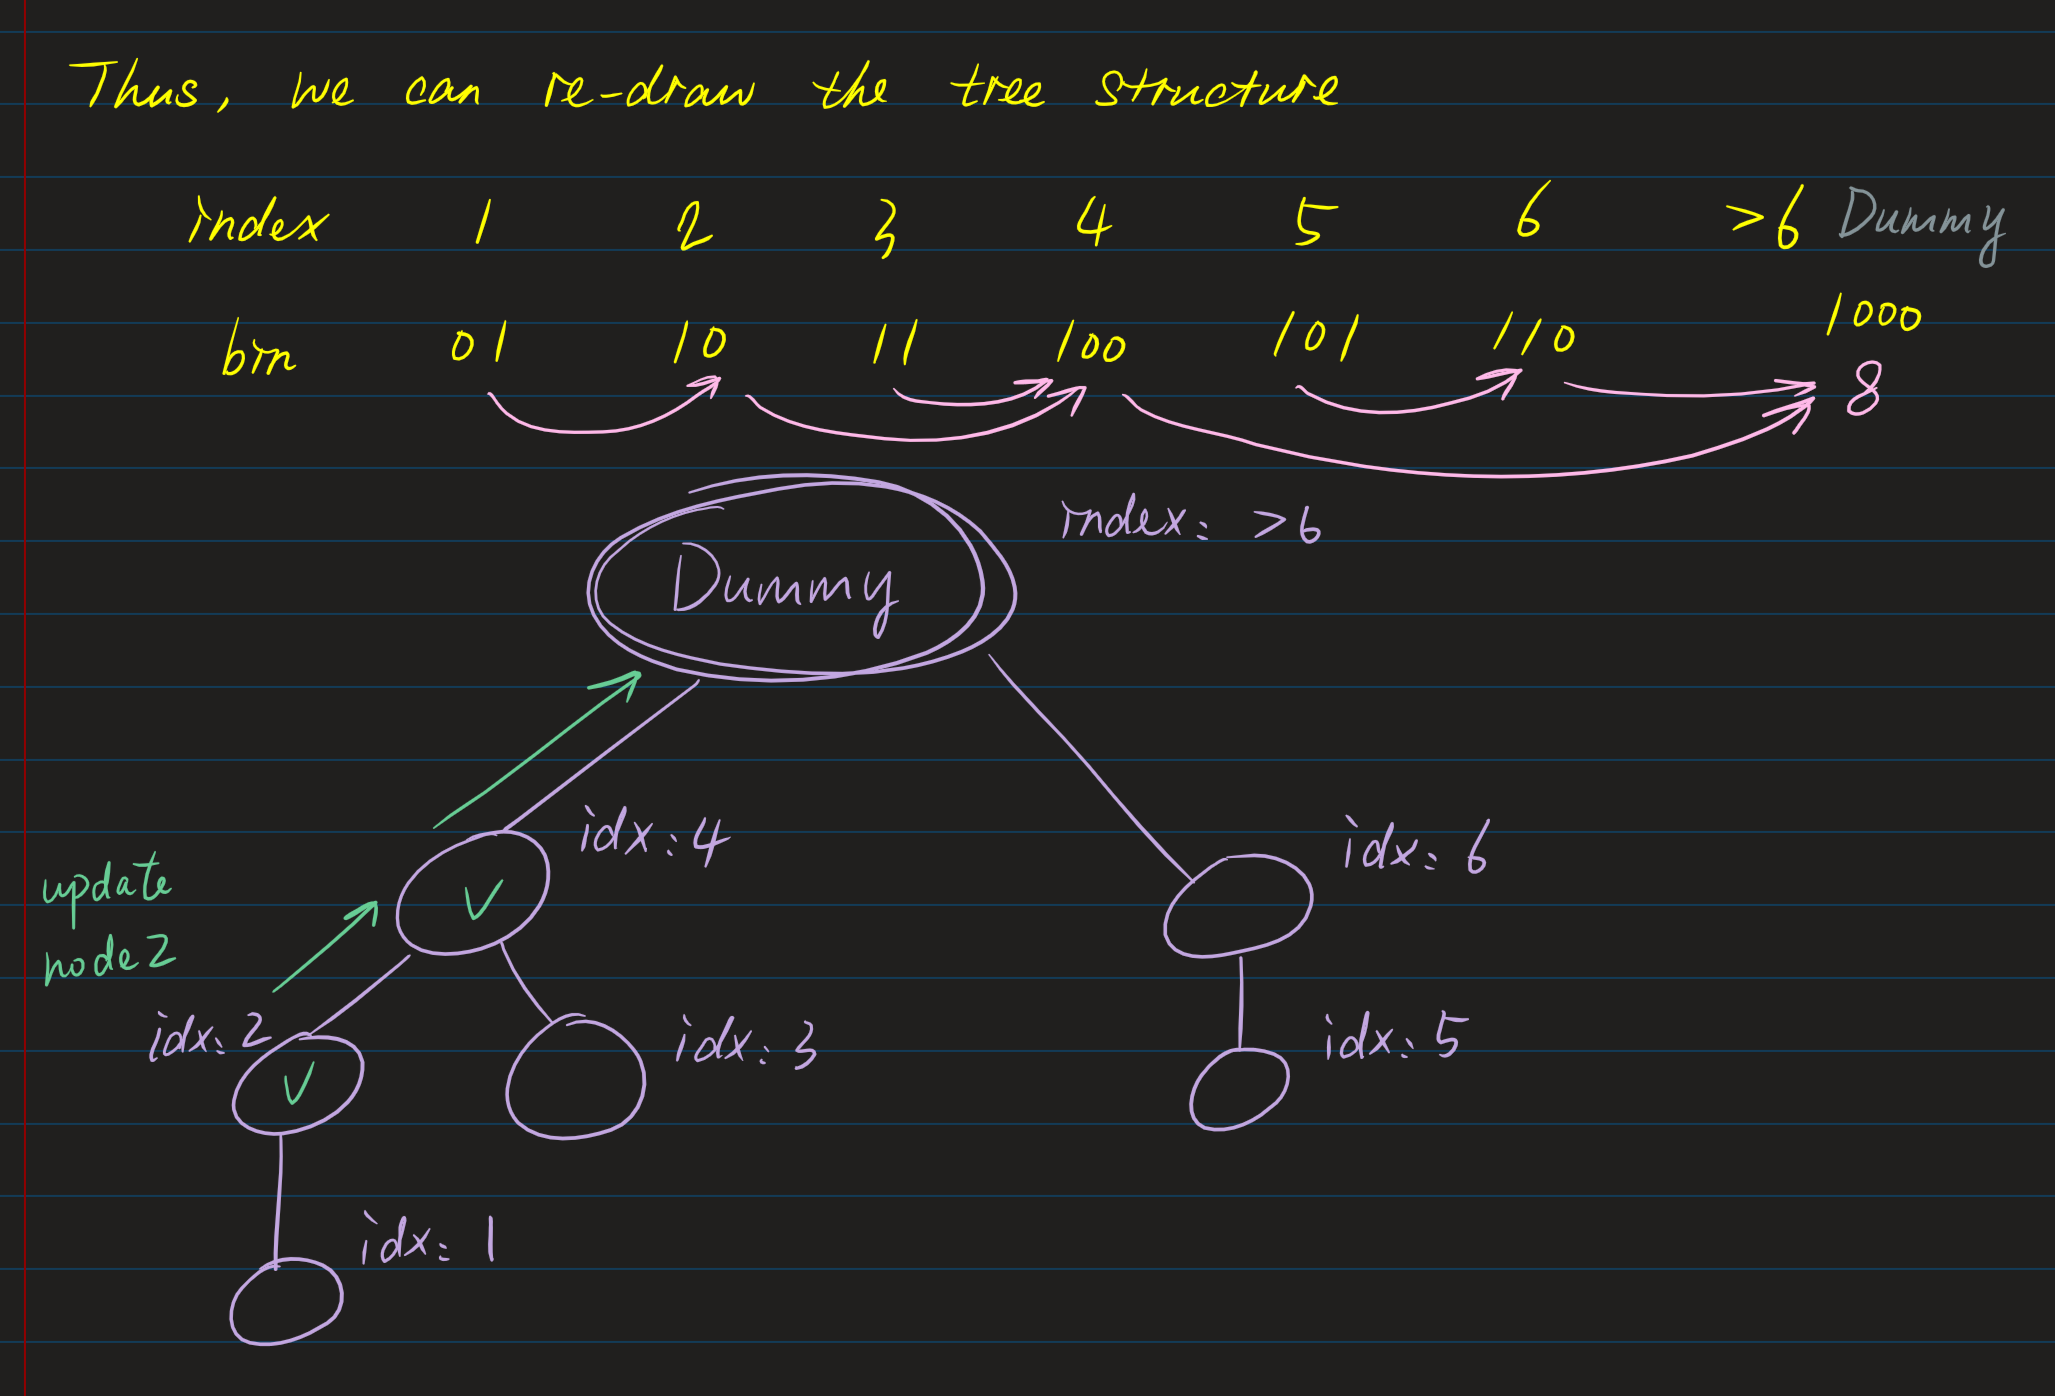 Thus, we can re-draw the tree structure
index 1 2 3 4 5 6 >6 Dummy
bin 01 10 11 100 101 110 1000
8
index: >6
Dummy
idx:4
idx: 6
update
node2
idx:2
idx:3
idx:5
idx: 1